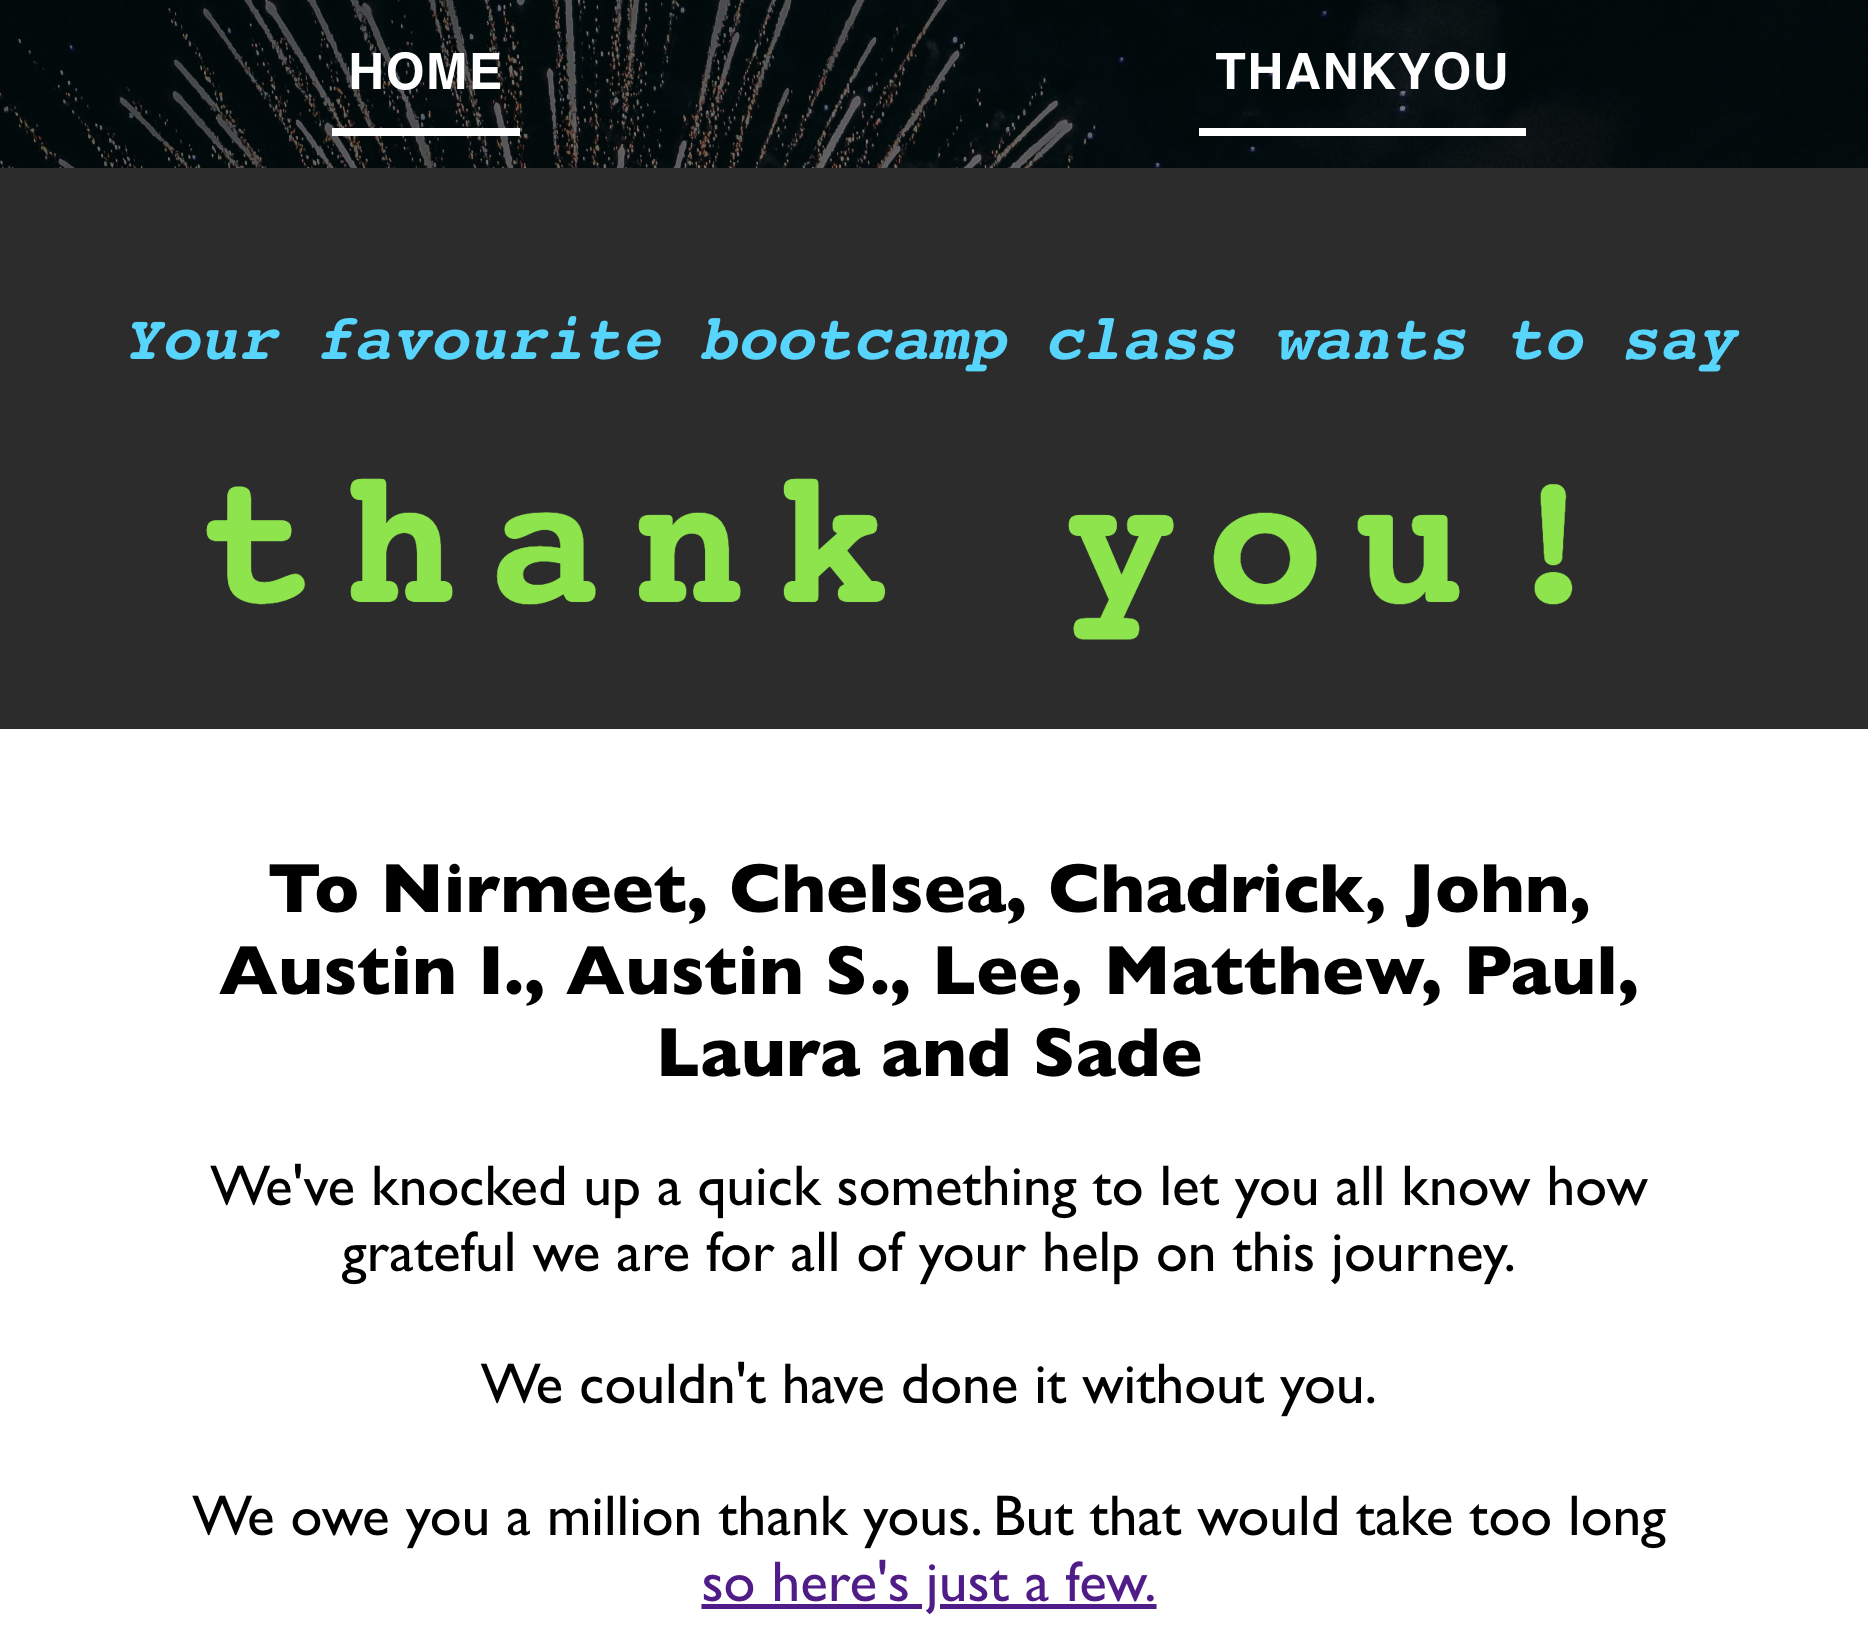 HOME THANKYOU
Your favourite bootcamp class wants to say
thank you!
To Nirmeet, Chelsea, Chadrick, John,
Austin I., Austin S., Lee, Matthew, Paul,
Laura and Sade
We've knocked up a quick something to let you all know how
grateful we are for all of your help on this journey.
We couldn't have done it without you.
We owe you a million thank yous. But that would take too long
so here's just a few.